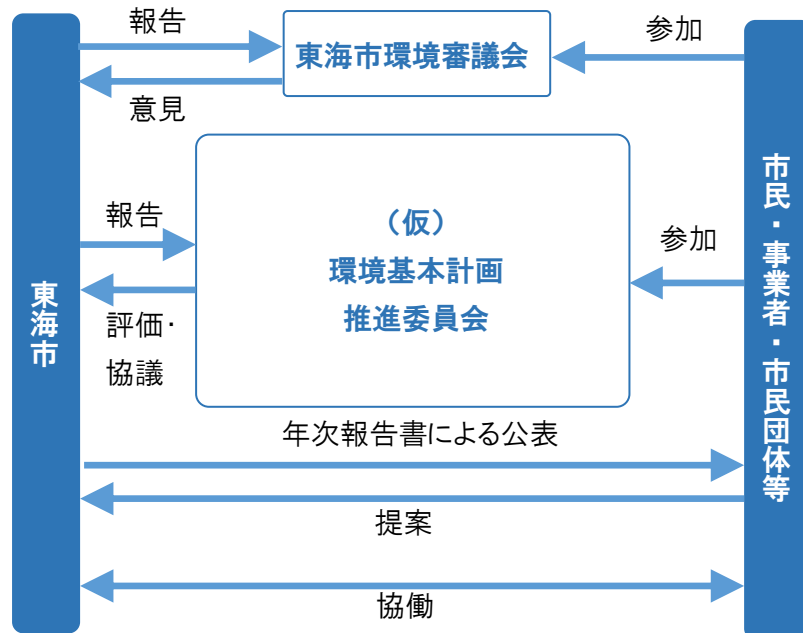 報告
東海市環境審議会
参加
意見
（仮）
環境基本計画
推進委員会
報告
参加
評価・
協議
東海市
市民・事業者・市民団体等
年次報告書による公表
提案
協働